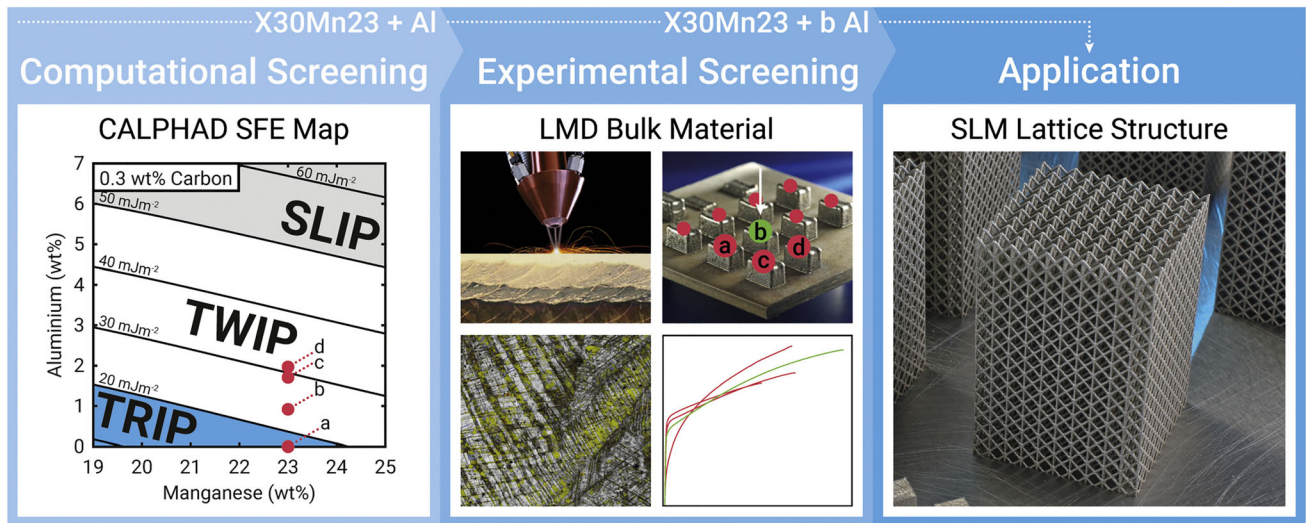 X30Mn23 + Al
X30Mn23 + b Al
Computational Screening
Experimental Screening
Application
CALPHAD SFE Map
0.3 wt% Carbon
60 mJm-2
50 mJm-2
SLIP
40 mJm-2
TWIP
30 mJm-2
d
c
b
a
20 mJm-2
TRIP
7
6
5
4
3
2
1
0
Aluminium (wt%)
19 20 21 22 23 24 25
Manganese (wt%)
LMD Bulk Material
a
b
c
d
SLM Lattice Structure